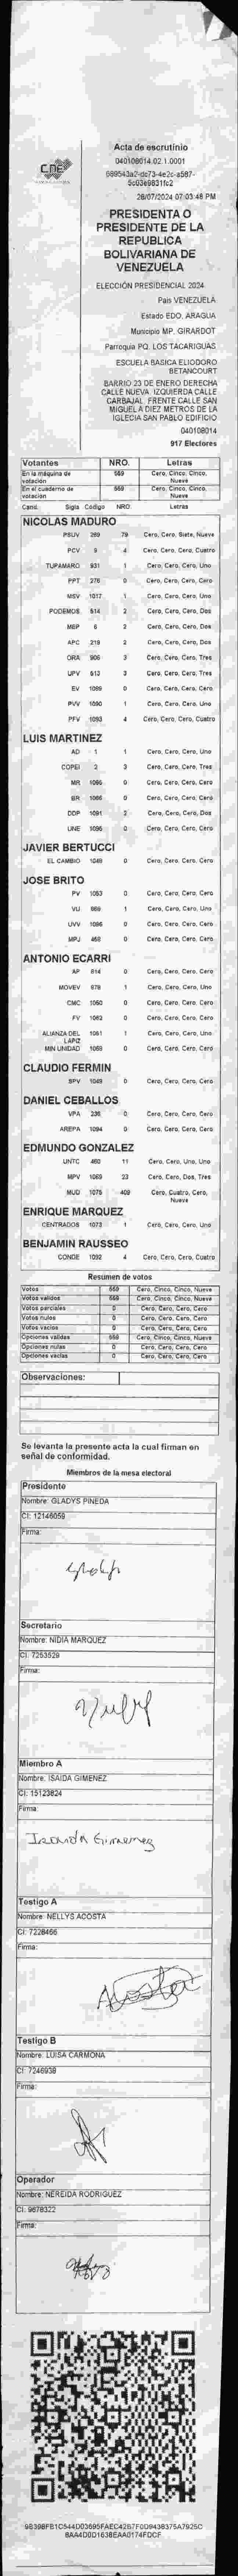 Acta de escrutinio
040108014.02.1.0001
26/07/2024 07:03:48 PM
PRESIDENTA O
PRESIDENTE DE LA
REPUBLICA
BOLIVARIANA DE
VENEZUELA
ELECCIÓN PRESIDENCIAL 2024
País VENEZUELA
Estado EDO. ARAGUA
Municipio MP. GIRARDOT
Parroquia PQ. LOS TACARIGUAS
ESCUELA BASICA ELIODORO
BETANCOURT
BARRIO 23 DE ENERO DERECHA
CALLE NUEVA. IZQUIERDA CALLE
CARBAJAL. FRENTE CALLE SAN
MIGUEL A DIEZ METROS DE LA
IGLECIA SAN PABLO EDIFICIO
040108014
917 Electores
CNE
Votantes NRO. Letras
En la máquina de votación 559 Cero, Cinco, Cinco, Nueve
En el cuaderno de votación 559 Cero, Cinco, Cinco, Nueve
Cand. Sigla Código NRO. Letras
NICOLAS MADURO
PSUV 289 79 Cero, Cero, Siete, Nueve
PCV 9 4 Cero, Cero, Cero, Cuatro
TUPAMARO 931 1 Cero, Cero, Cero, Uno
PPT 276 0 Cero, Cero, Cero, Cero
MSV 1017 1 Cero, Cero, Cero, Uno
PODEMOS 514 2 Cero, Cero, Cero, Dos
MEP 6 2 Cero, Cero, Cero, Dos
APC 219 2 Cero, Cero, Cero, Dos
ORA 906 3 Cero, Cero, Cero, Tres
UPV 613 3 Cero, Cero, Cero, Tres
EV 1089 0 Cero, Cero, Cero, Cero
PVV 1090 1 Cero, Cero, Cero, Uno
PFV 1093 4 Cero, Cero, Cero, Cuatro
LUIS MARTINEZ
AD 1 1 Cero, Cero, Cero, Uno
COPEI 2 3 Cero, Cero, Cero, Tres
MR 1066 0 Cero, Cero, Cero, Cero
BR 1086 0 Cero, Cero, Cero, Cero
DDP 1091 2 Cero, Cero, Cero, Dos
UNE 1096 0 Cero, Cero, Cero, Cero
JAVIER BERTUCCI
EL CAMBIO 1049 0 Cero, Cero, Cero, Cero
JOSE BRITO
PV 1053 0 Cero, Cero, Cero, Cero
VU 869 1 Cero, Cero, Cero, Uno
UVV 1086 0 Cero, Cero, Cero, Cero
MPJ 458 0 Cero, Cero, Cero, Cero
ANTONIO ECARRI
AP 814 0 Cero, Cero, Cero, Cero
MOVEV 878 1 Cero, Cero, Cero, Uno
CMC 1050 0 Cero, Cero, Cero, Cero
FV 1062 0 Cero, Cero, Cero, Cero
ALIANZA DEL LAPIZ 1051 1 Cero, Cero, Cero, Uno
MIN UNIDAD 1069 0 Cero, Cero, Cero, Cero
CLAUDIO FERMIN
SPV 1049 0 Cero, Cero, Cero, Cero
DANIEL CEBALLOS
VPA 236 0 Cero, Cero, Cero, Cero
AREPA 1094 0 Cero, Cero, Cero, Cero
EDMUNDO GONZALEZ
UNTC 460 11 Cero, Cero, Uno, Uno
MPV 1069 23 Cero, Cero, Dos, Tres
MUD 1075 409 Cero, Cuatro, Cero, Nueve
ENRIQUE MARQUEZ
CENTRADOS 1073 1 Cero, Cero, Cero, Uno
BENJAMIN RAUSSEO
CONDE 1092 4 Cero, Cero, Cero, Cuatro
Resumen de votos
Votos 559 Cero, Cinco, Cinco, Nueve
Votos validos 559 Cero, Cinco, Cinco, Nueve
Votos parciales 0 Cero, Cero, Cero, Cero
Votos nulos 0 Cero, Cero, Cero, Cero
Votos vacios 0 Cero, Cero, Cero, Cero
Opciones validas 559 Cero, Cinco, Cinco, Nueve
Opciones nulas 0 Cero, Cero, Cero, Cero
Opciones vacías 0 Cero, Cero, Cero, Cero
Observaciones:
Se levanta la presente acta la cual firman en
señal de conformidad.
Miembros de la mesa electoral
Presidente
Nombre: GLADYS PINEDA
CI: 12146059
Firma:
Secretario
Nombre: NIDIA MARQUEZ
CI: 7253529
Firma:
Miembro A
Nombre: ISAIDA GIMENEZ
CI: 15123824
Firma:
Isaida Gimenez
Testigo A
Nombre: NELLYS ACOSTA
CI: 7228466
Firma:
Acosta
Testigo B
Nombre: LUISA CARMONA
CI: 7246938
Firma:
Operador
Nombre: NEREIDA RODRIGUEZ
CI: 9678322
Firma: